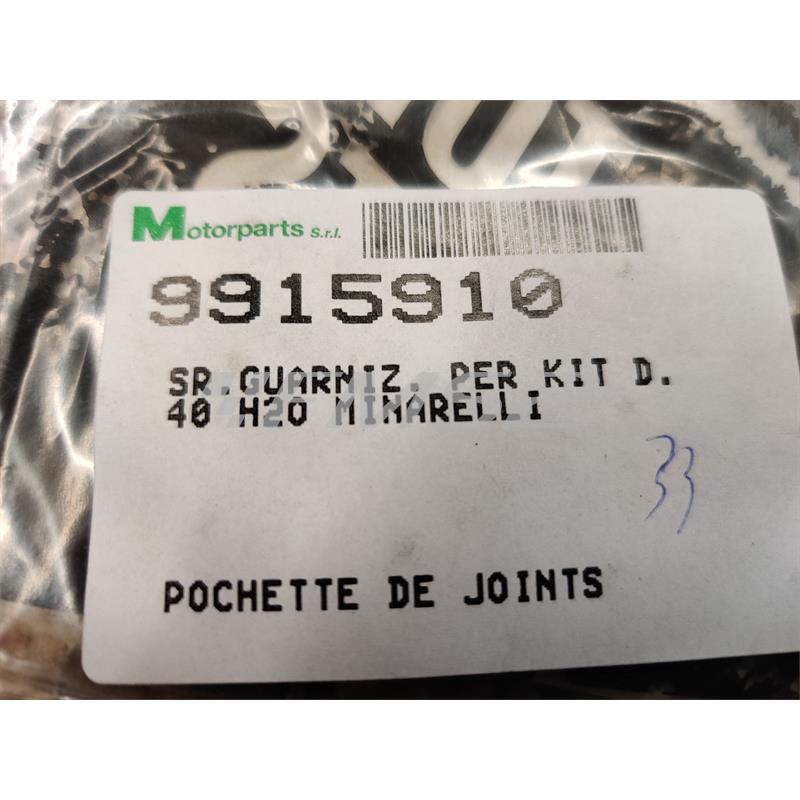 Motorparts s.r.l.
9915910
SR.GUARNIZ. PER KIT D.
40 H2O MINARELLI
33
POCHETTE DE JOINTS